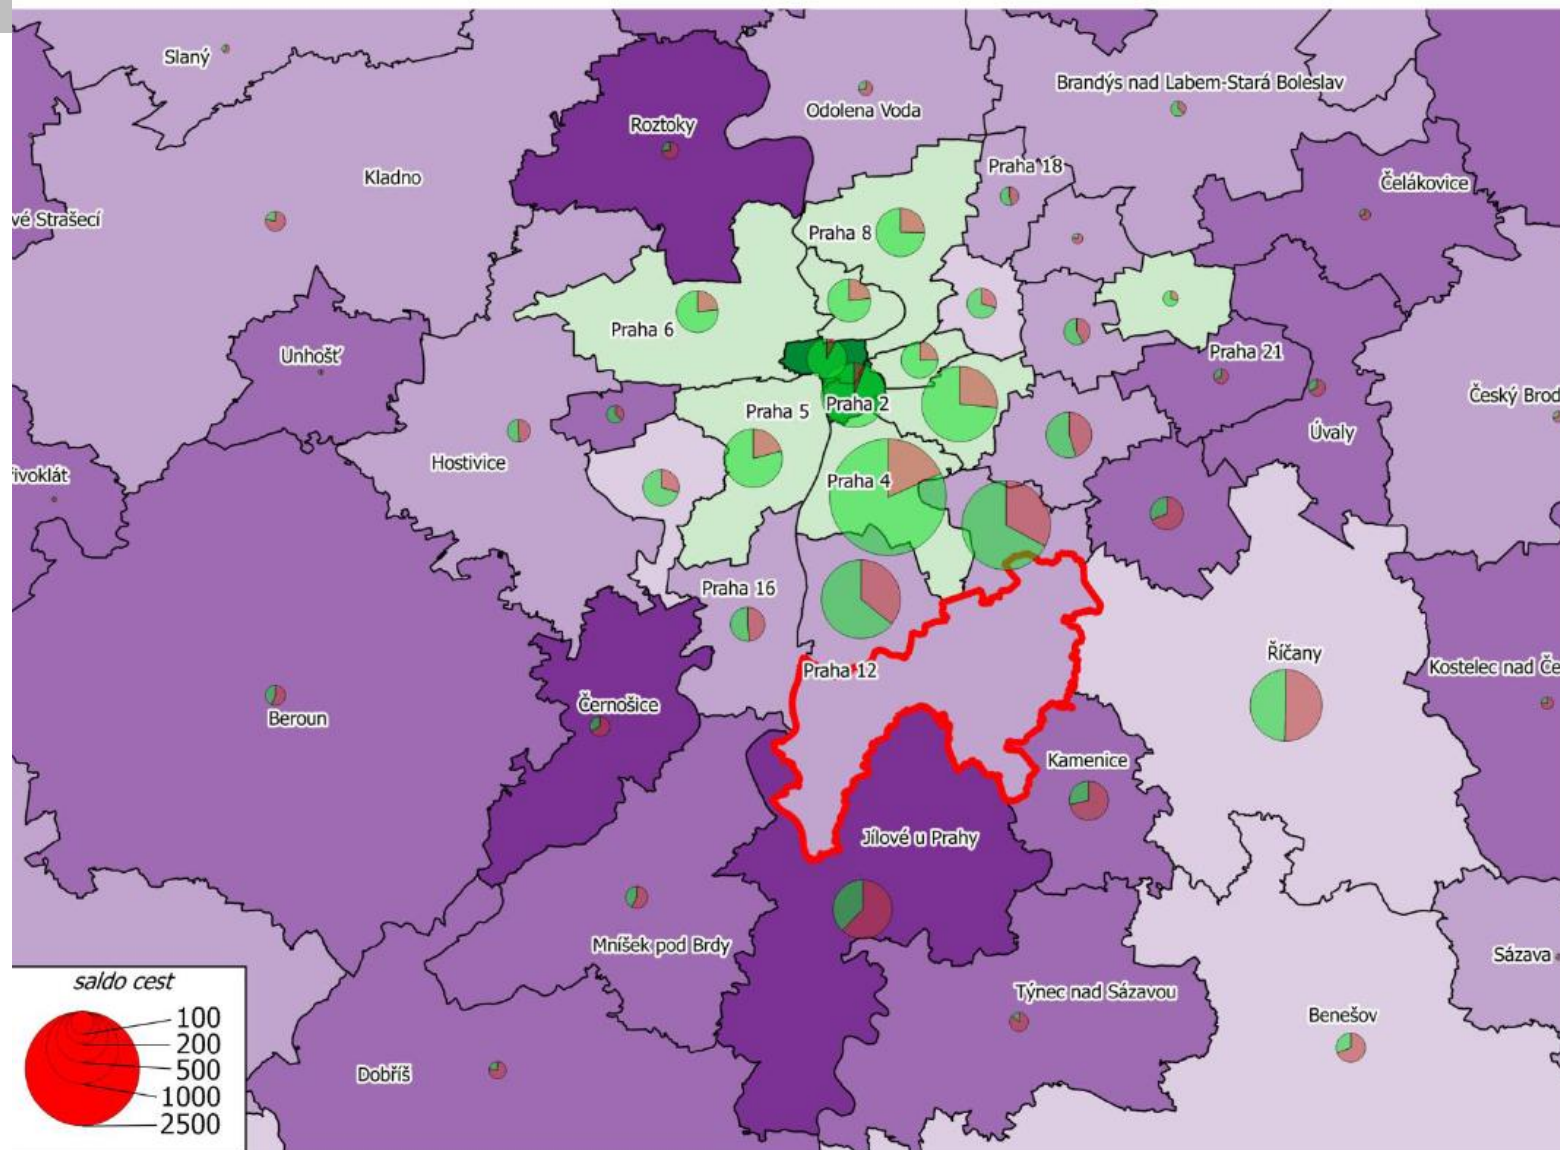 Slaný
Brandýs nad Labem-Stará Boleslav
Odolena Voda
Roztoky
Praha 18
Kladno
Čelákovice
vé Strašecí
Praha 8
Praha 6
Unhošť
Praha 21
Český Brod
Praha 5
Praha 2
Úvaly
Hostivice
řivoklát
Praha 4
Praha 16
Říčany
Kostelec nad Če
Praha 12
Černošice
Beroun
Kamenice
Jílové u Prahy
Mníšek pod Brdy
Sázava
Týnec nad Sázavou
Benešov
Dobříš
saldo cest
100
200
500
1000
2500